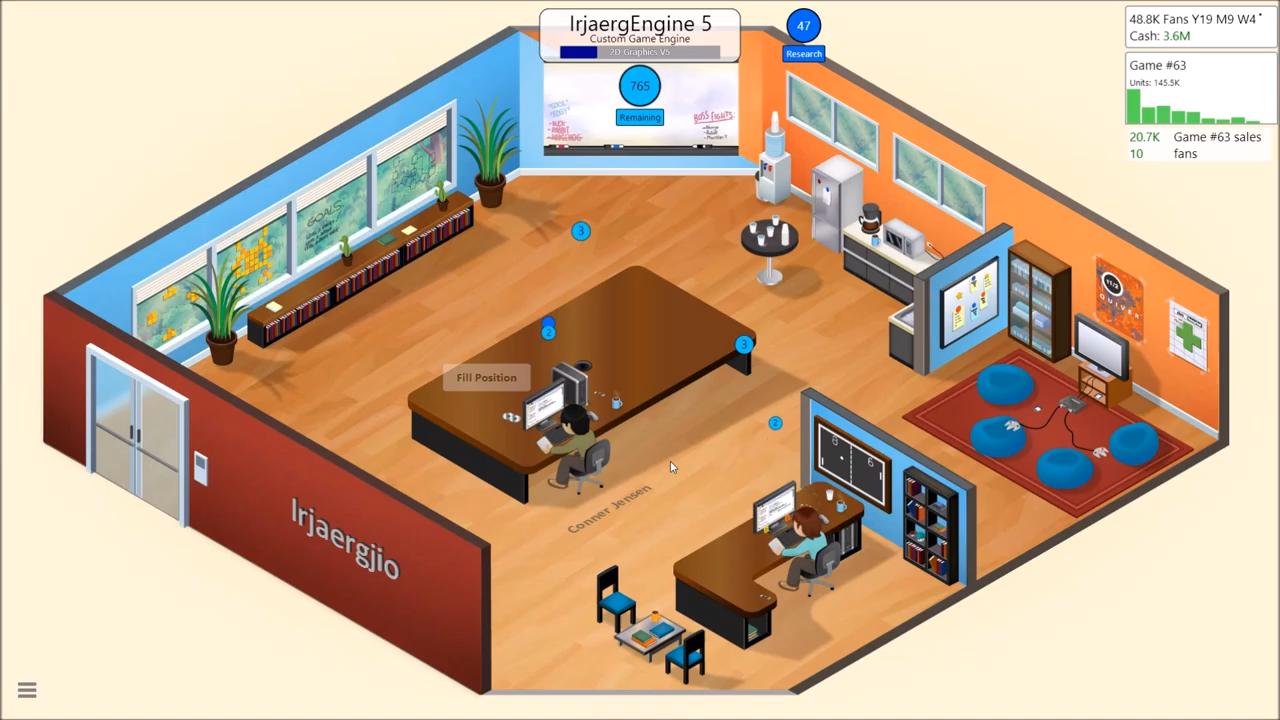 IrjaergEngine 5
Custom Game Engine
2D Graphics V5
765
Remaining
47
Research
48.8K Fans Y19 M9 W4
Cash: 3.6M
Game #63
Units: 145.5K
20.7K Game #63 sales
10 fans
BOSS FIGHTS:
GOALS
QUIVER
3
2
3
2
Fill Position
Conner Jensen
Irjaergjio